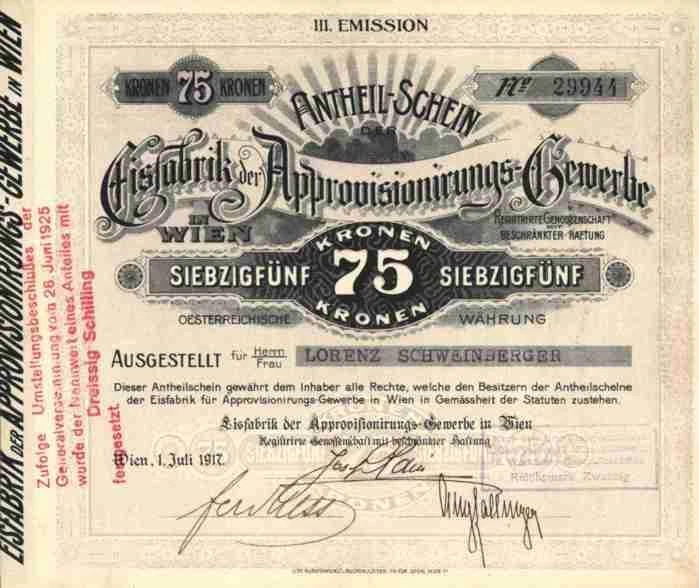 III. EMISSION
KRONEN 75 KRONEN
No 29944
ANTHEIL-SCHEIN
DER
Eisfabrik der Approvisionirungs-Gewerbe
IN
WIEN
REGISTRIRTE GENOSSENSCHAFT
MIT
BESCHRÄNKTER HAFTUNG
KRONEN
SIEBZIGFÜNF 75 SIEBZIGFÜNF
KRONEN
OESTERREICHISCHE WÄHRUNG
AUSGESTELLT für Herrn
Frau
LORENZ SCHWEINBERGER
Dieser Antheilschein gewährt dem Inhaber alle Rechte, welche den Besitzern der Antheilscheine
der Eisfabrik für Approvisionirungs-Gewerbe in Wien in Gemässheit der Statuten zustehen.
Eisfabrik der Approvisionirungs-Gewerbe in Wien
Registrirte Genossenschaft mit beschränkter Haftung
Wien, 1. Juli 1917.
Reichsmark Zwanzig
EISFABRIK DER APPROVISIONIRUNGS-GEWERBE IN WIEN
Zufolge Umstellungsbeschlußes der
Generalversammlung vom 26. Juni 1925
wurde der Nennwert eines Anteiles mit
Dreissig Schilling
festgesetzt.